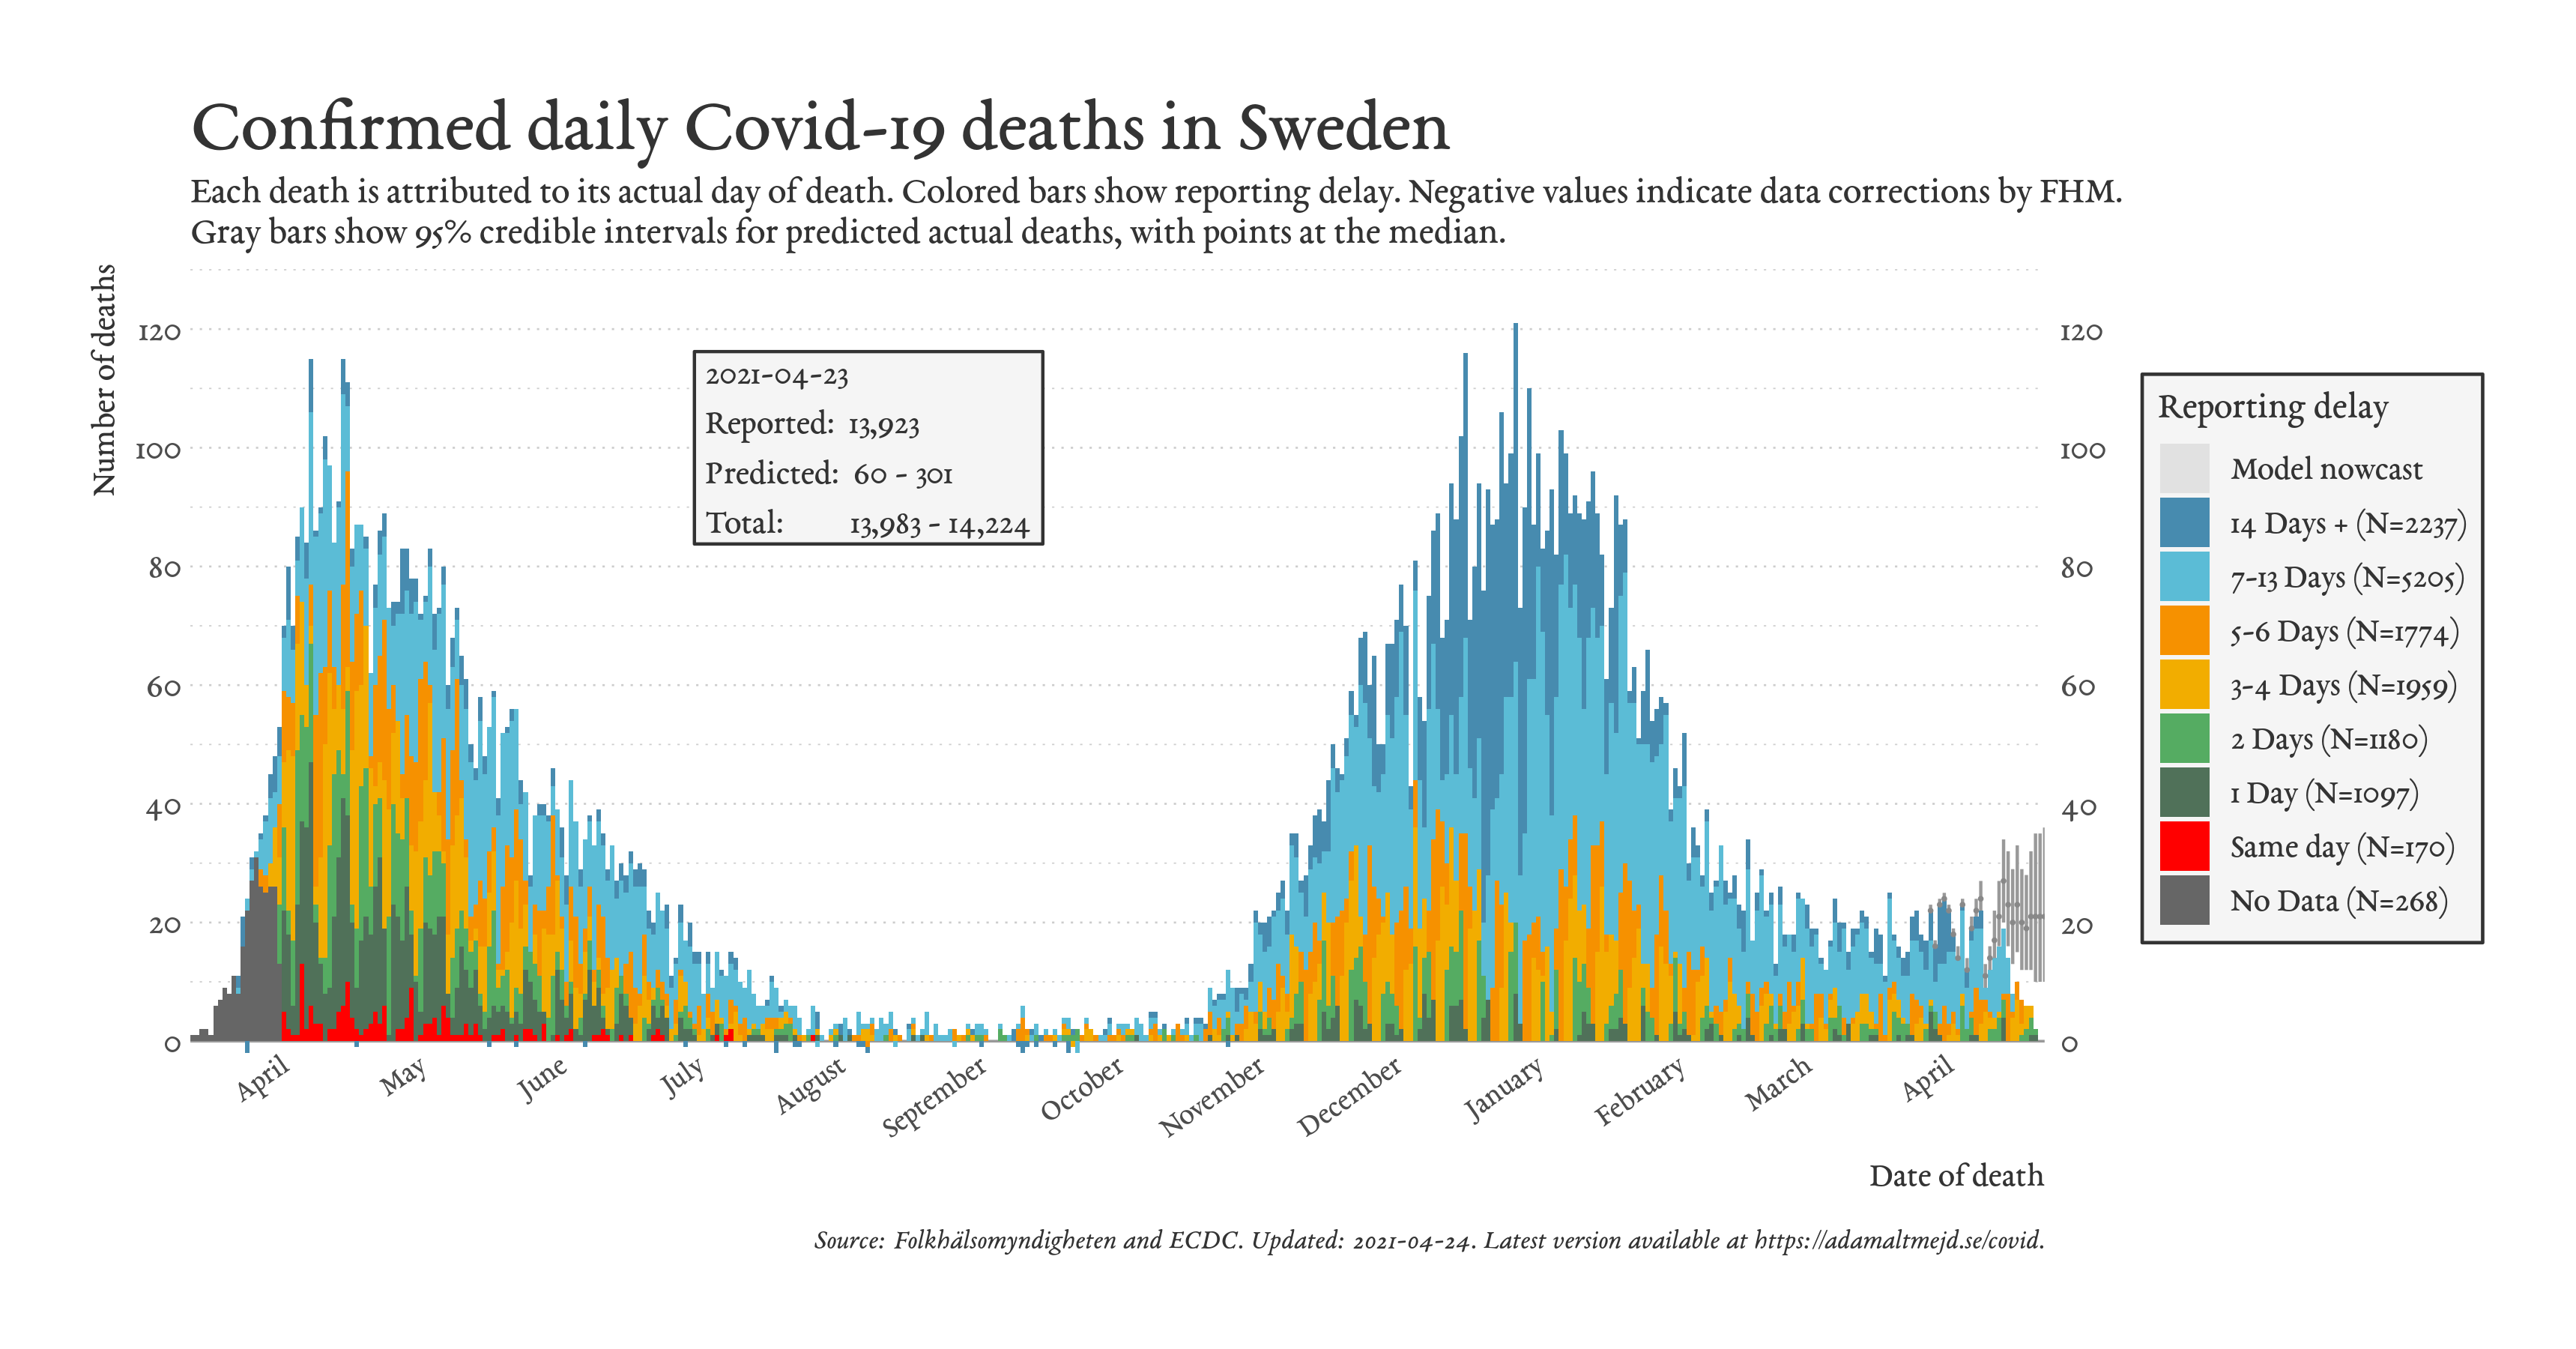 Confirmed daily Covid-19 deaths in Sweden
Each death is attributed to its actual day of death. Colored bars show reporting delay. Negative values indicate data corrections by FHM.
Gray bars show 95% credible intervals for predicted actual deaths, with points at the median.
Number of deaths
120
100
80
60
40
20
0
2021-04-23
Reported: 13,923
Predicted: 60 - 301
Total: 13,983 - 14,224
120
100
80
60
40
20
0
Reporting delay
Model nowcast
14 Days + (N=2237)
7-13 Days (N=5205)
5-6 Days (N=1774)
3-4 Days (N=1959)
2 Days (N=1180)
1 Day (N=1097)
Same day (N=170)
No Data (N=268)
April
May
June
July
August
September
October
November
December
January
February
March
April
Date of death
Source: Folkhälsomyndigheten and ECDC. Updated: 2021-04-24. Latest version available at https://adamaltmejd.se/covid.